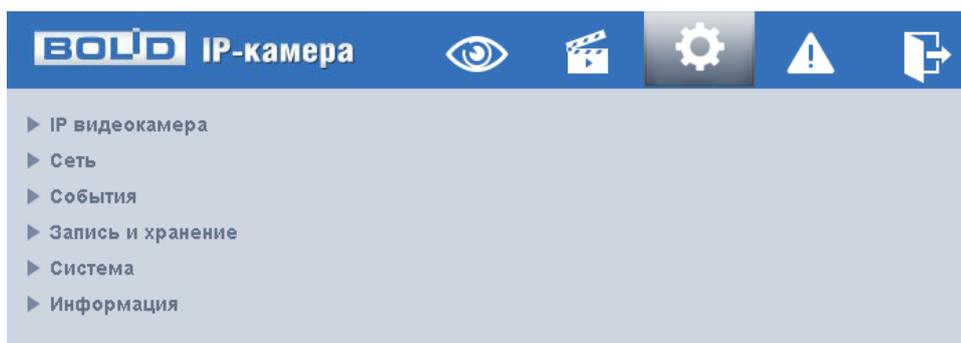 BOLID IP-камера
IP видеокамера
Сеть
События
Запись и хранение
Система
Информация